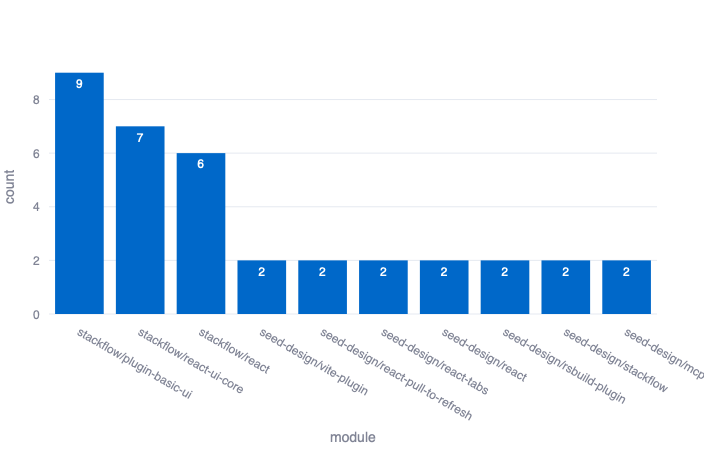 count
8
6
4
2
0
9
7
6
2
2
2
2
2
2
2
stackflow/plugin-basic-ui
stackflow/react-ui-core
stackflow/react
seed-design/vite-plugin
seed-design/react-pull-to-refresh
seed-design/react-tabs
seed-design/react
seed-design/rsbuild-plugin
seed-design/stackflow
seed-design/mcp
module